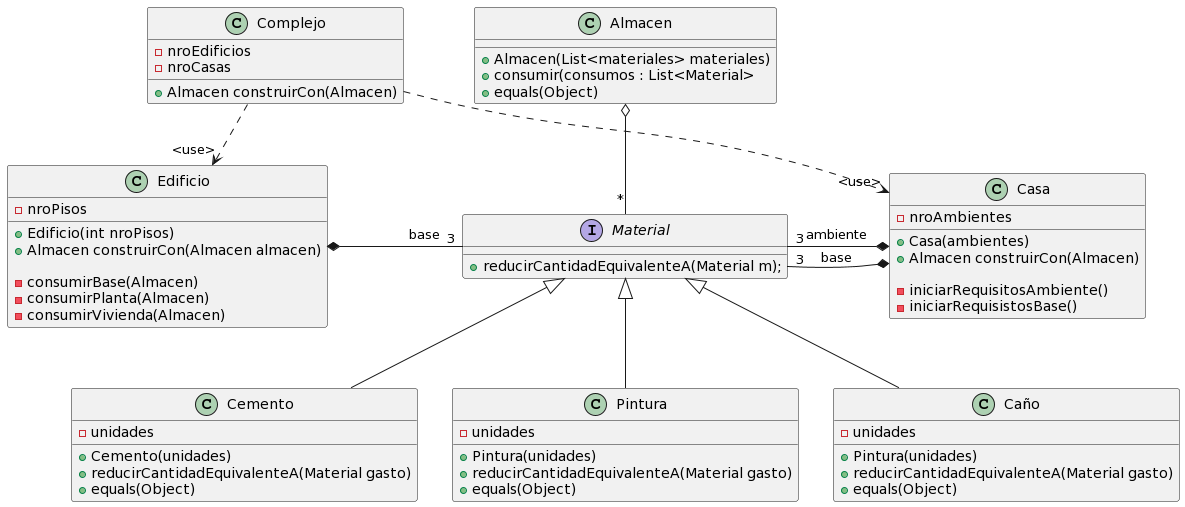 C Complejo
nroEdificios
nroCasas
Almacen construirCon(Almacen)
C Almacen
Almacen(List<materiales> materiales)
consumir(consumos : List<Material>
equals(Object)
<use>
<use>
C Edificio
nroPisos
Edificio(int nroPisos)
Almacen construirCon(Almacen almacen)
consumirBase(Almacen)
consumirPlanta(Almacen)
consumirVivienda(Almacen)
base 3
*
I Material
reducirCantidadEquivalenteA(Material m);
3 ambiente
3 base
C Casa
nroAmbientes
Casa(ambientes)
Almacen construirCon(Almacen)
iniciarRequisitosAmbiente()
iniciarRequisistosBase()
C Cemento
unidades
Cemento(unidades)
reducirCantidadEquivalenteA(Material gasto)
equals(Object)
C Pintura
unidades
Pintura(unidades)
reducirCantidadEquivalenteA(Material gasto)
equals(Object)
C Caño
unidades
Pintura(unidades)
reducirCantidadEquivalenteA(Material gasto)
equals(Object)